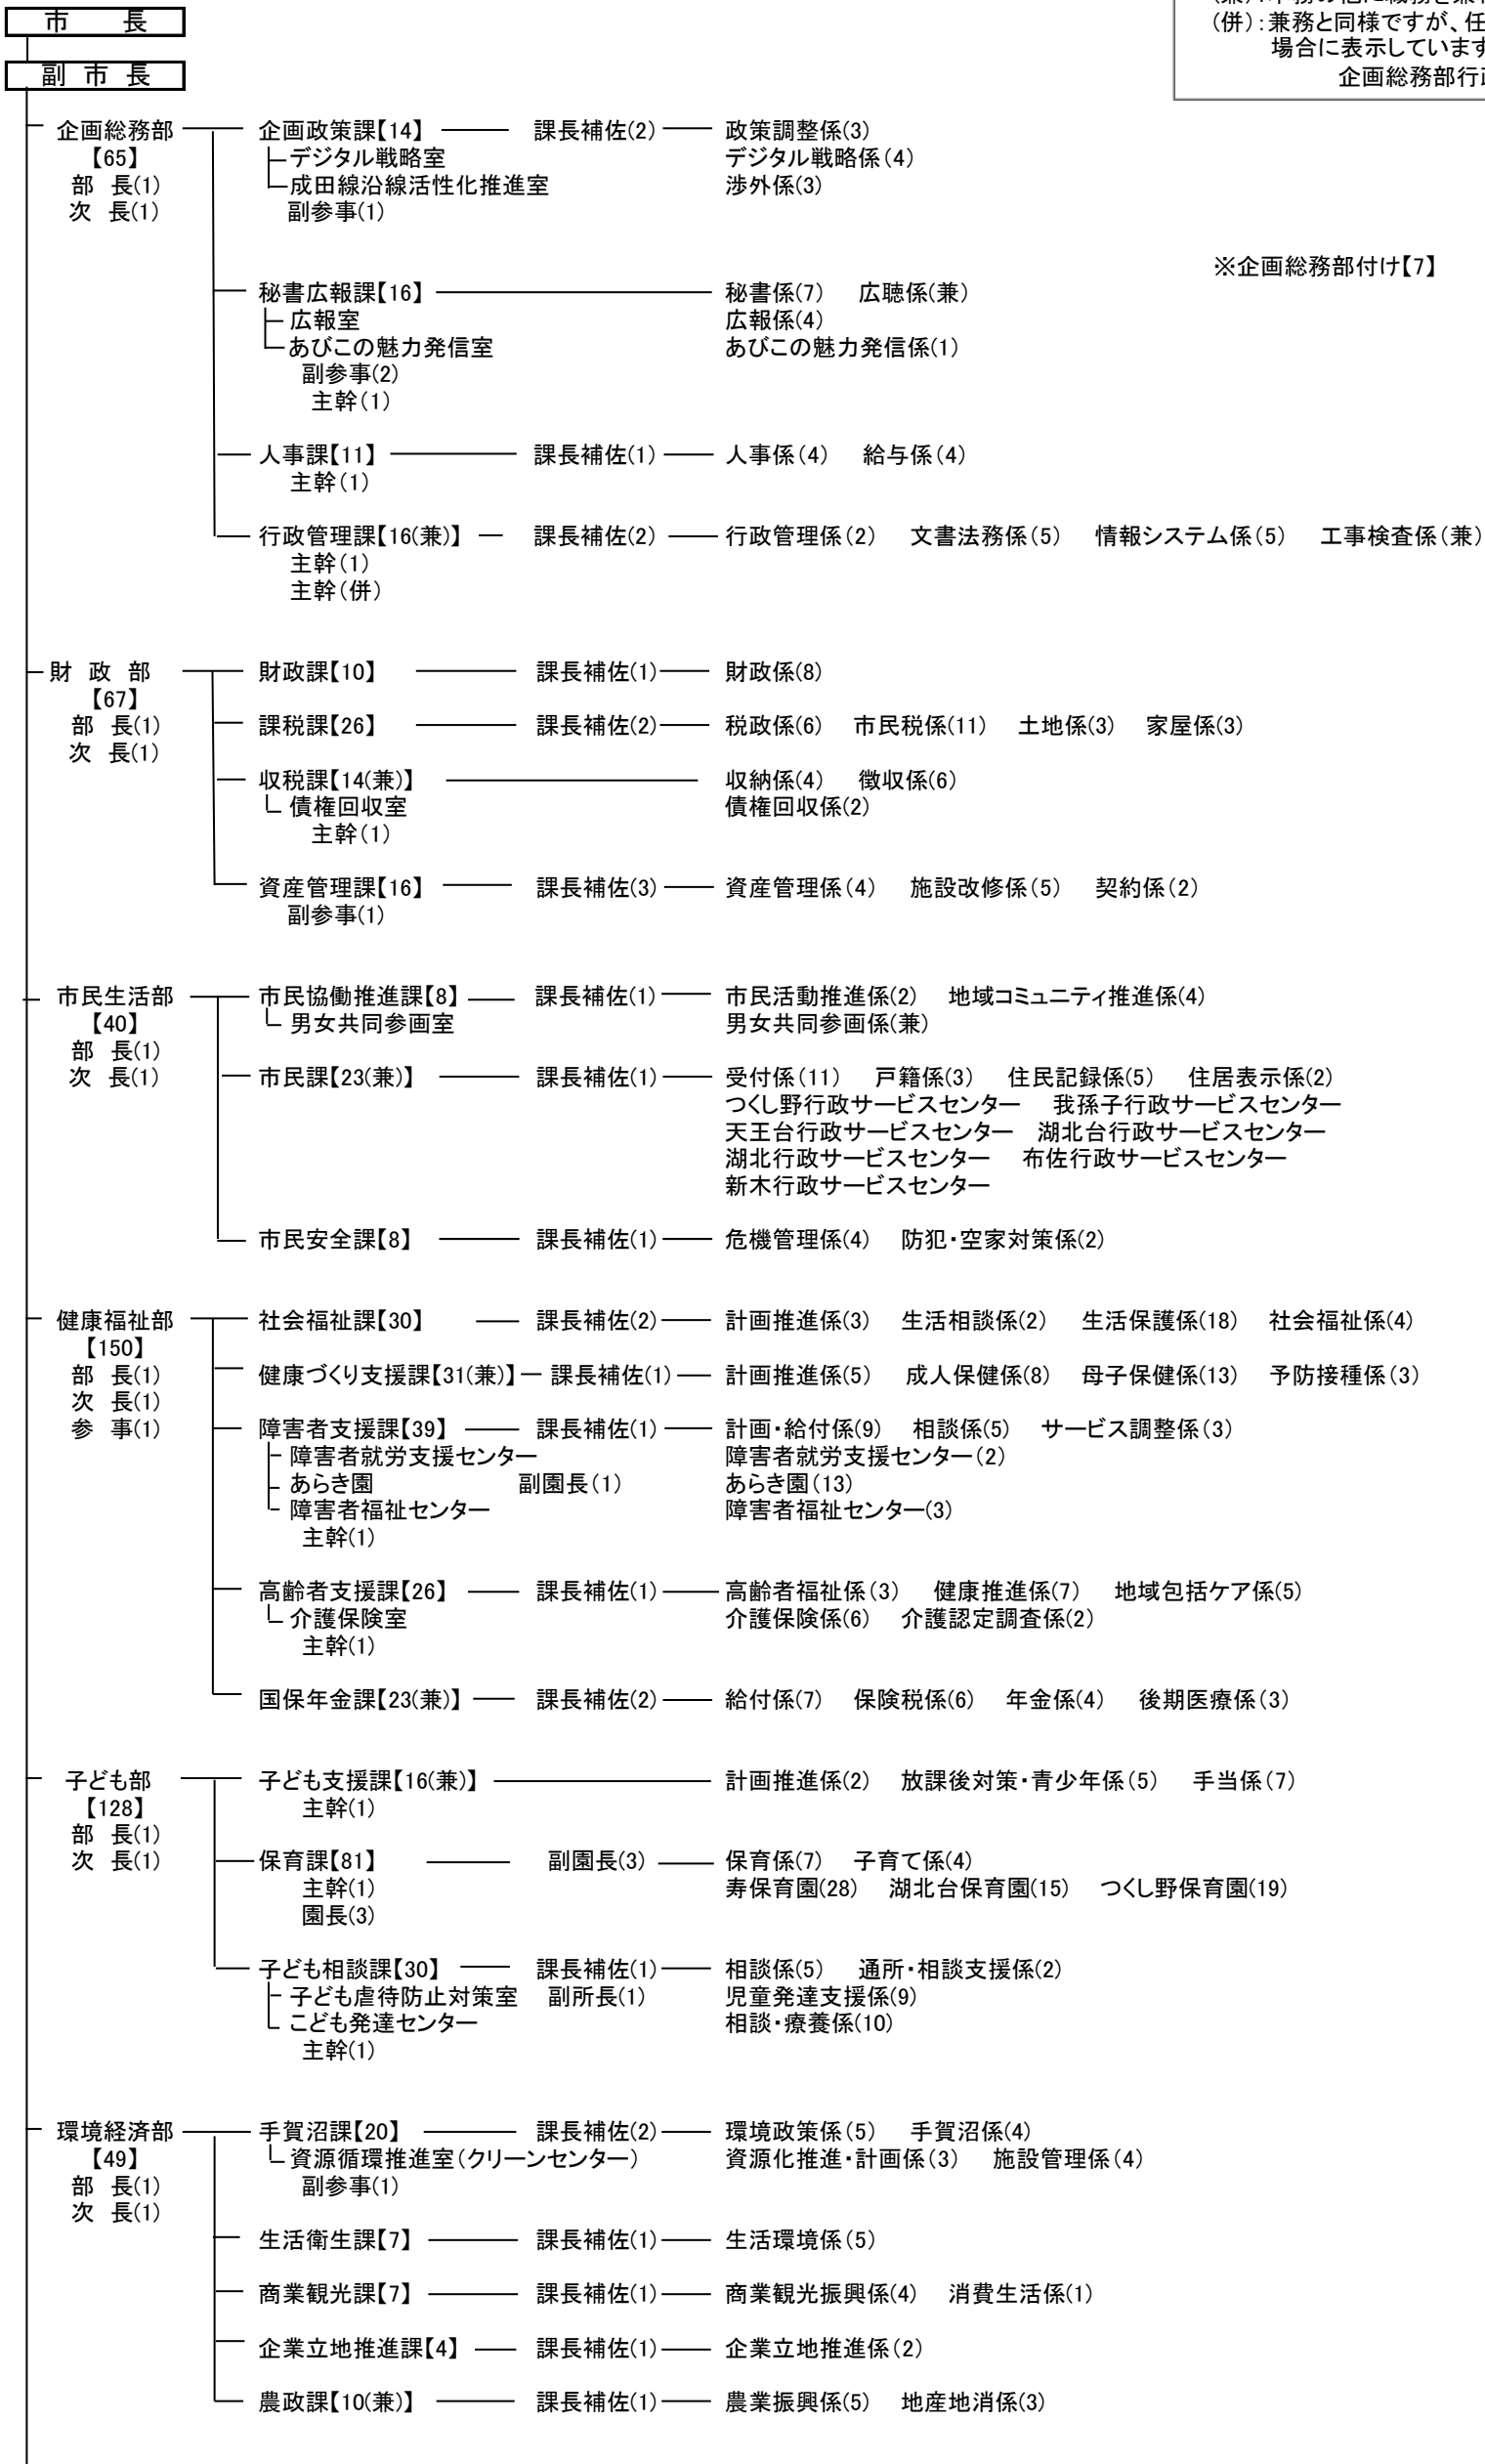 市　長
(併):兼務と同様ですが、任
場合に表示しています
副 市 長
企画総務部行政
企画総務部 企画政策課【14】 課長補佐(2) 政策調整係(3)
【65】 デジタル戦略室 デジタル戦略係(4)
部 長(1) 成田線沿線活性化推進室 渉外係(3)
次 長(1) 副参事(1)
※企画総務部付け【7】
秘書広報課【16】 秘書係(7) 広聴係(兼)
広報室 広報係(4)
あびこの魅力発信室 あびこの魅力発信係(1)
副参事(2)
主幹(1)
人事課【11】 課長補佐(1) 人事係(4) 給与係(4)
主幹(1)
行政管理課【16(兼)】 課長補佐(2) 行政管理係(2) 文書法務係(5) 情報システム係(5) 工事検査係(兼)
主幹(1)
主幹(併)
財 政 部 財政課【10】 課長補佐(1) 財政係(8)
【67】
部 長(1) 課税課【26】 課長補佐(2) 税政係(6) 市民税係(11) 土地係(3) 家屋係(3)
次 長(1)
収税課【14(兼)】 収納係(4) 徴収係(6)
債権回収室 債権回収係(2)
主幹(1)
資産管理課【16】 課長補佐(3) 資産管理係(4) 施設改修係(5) 契約係(2)
副参事(1)
市民生活部 市民協働推進課【8】 課長補佐(1) 市民活動推進係(2) 地域コミュニティ推進係(4)
【40】 男女共同参画室 男女共同参画係(兼)
部 長(1)
次 長(1) 市民課【23(兼)】 課長補佐(1) 受付係(11) 戸籍係(3) 住民記録係(5) 住居表示係(2)
つくし野行政サービスセンター 我孫子行政サービスセンター
天王台行政サービスセンター 湖北台行政サービスセンター
湖北行政サービスセンター 布佐行政サービスセンター
新木行政サービスセンター
市民安全課【8】 課長補佐(1) 危機管理係(4) 防犯・空家対策係(2)
健康福祉部 社会福祉課【30】 課長補佐(2) 計画推進係(3) 生活相談係(2) 生活保護係(18) 社会福祉係(4)
【150】
部 長(1) 健康づくり支援課【31(兼)】 課長補佐(1) 計画推進係(5) 成人保健係(8) 母子保健係(13) 予防接種係(3)
次 長(1)
参 事(1) 障害者支援課【39】 課長補佐(1) 計画・給付係(9) 相談係(5) サービス調整係(3)
障害者就労支援センター 障害者就労支援センター(2)
あらき園 副園長(1) あらき園(13)
障害者福祉センター 障害者福祉センター(3)
主幹(1)
高齢者支援課【26】 課長補佐(1) 高齢者福祉係(3) 健康推進係(7) 地域包括ケア係(5)
介護保険室 介護保険係(6) 介護認定調査係(2)
主幹(1)
国保年金課【23(兼)】 課長補佐(2) 給付係(7) 保険税係(6) 年金係(4) 後期医療係(3)
子ども部 子ども支援課【16(兼)】 計画推進係(2) 放課後対策・青少年係(5) 手当係(7)
【128】 主幹(1)
部 長(1)
次 長(1) 保育課【81】 副園長(3) 保育係(7) 子育て係(4)
主幹(1) 寿保育園(28) 湖北台保育園(15) つくし野保育園(19)
園長(3)
子ども相談課【30】 課長補佐(1) 相談係(5) 通所・相談支援係(2)
子ども虐待防止対策室 副所長(1) 児童発達支援係(9)
こども発達センター 相談・療養係(10)
主幹(1)
環境経済部 手賀沼課【20】 課長補佐(2) 環境政策係(5) 手賀沼係(4)
【49】 資源循環推進室(クリーンセンター) 資源化推進・計画係(3) 施設管理係(4)
部 長(1) 副参事(1)
次 長(1)
生活衛生課【7】 課長補佐(1) 生活環境係(5)
商業観光課【7】 課長補佐(1) 商業観光振興係(4) 消費生活係(1)
企業立地推進課【4】 課長補佐(1) 企業立地推進係(2)
農政課【10(兼)】 課長補佐(1) 農業振興係(5) 地産地消係(3)